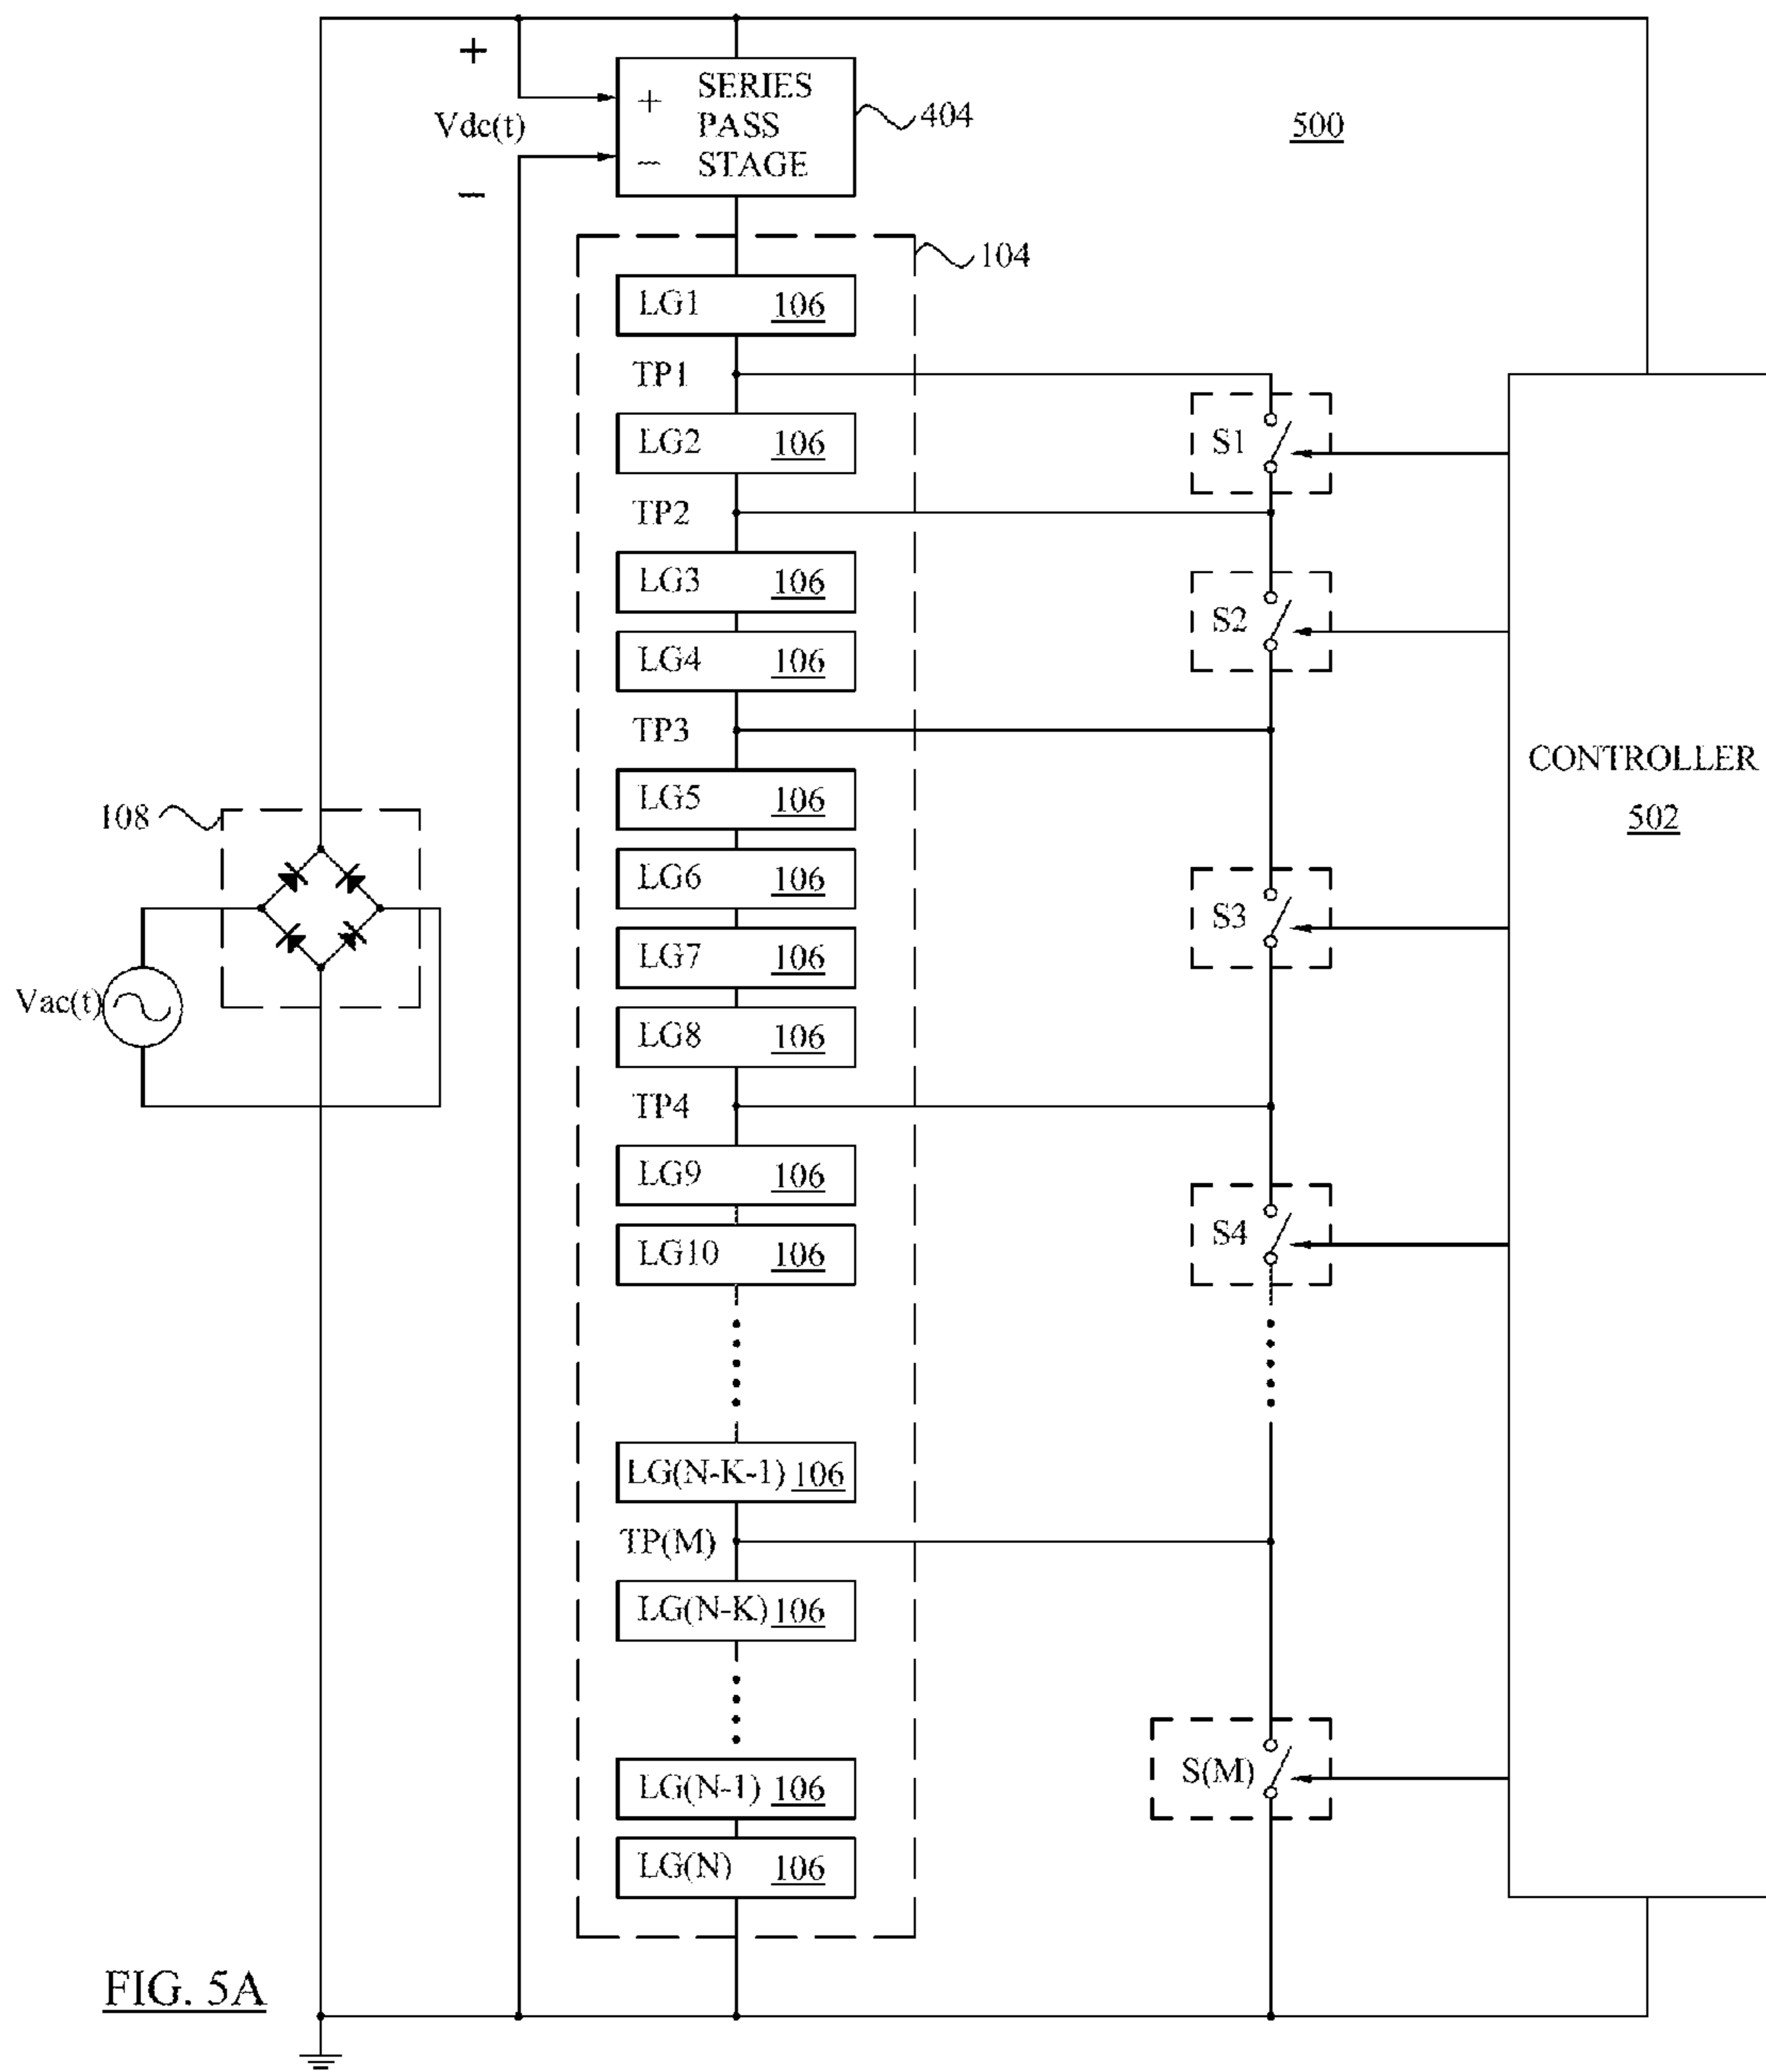 +
Vdc(t)
−
+ SERIES
PASS
− STAGE
404
500
104
LG1 106
TP1
S1
LG2 106
TP2
LG3 106
S2
LG4 106
TP3
CONTROLLER
502
LG5 106
108
LG6 106
S3
LG7 106
Vac(t)
LG8 106
TP4
LG9 106
S4
LG10 106
LG(N-K-1) 106
TP(M)
LG(N-K) 106
S(M)
LG(N-1) 106
LG(N) 106
FIG. 5A